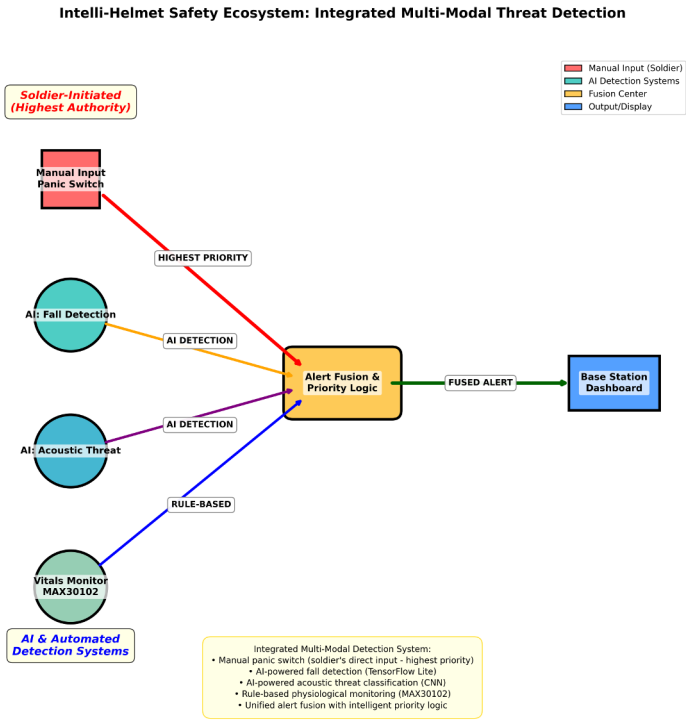 Intelli-Helmet Safety Ecosystem: Integrated Multi-Modal Threat Detection
Manual Input (Soldier)
AI Detection Systems
Fusion Center
Output/Display
Soldier-Initiated
(Highest Authority)
Manual Input
Panic Switch
HIGHEST PRIORITY
AI: Fall Detection
AI DETECTION
Alert Fusion &
Priority Logic
FUSED ALERT
Base Station
Dashboard
AI: Acoustic Threat
AI DETECTION
RULE-BASED
Vitals Monitor
MAX30102
AI & Automated
Detection Systems
Integrated Multi-Modal Detection System:
• Manual panic switch (soldier's direct input - highest priority)
• AI-powered fall detection (TensorFlow Lite)
• AI-powered acoustic threat classification (CNN)
• Rule-based physiological monitoring (MAX30102)
• Unified alert fusion with intelligent priority logic